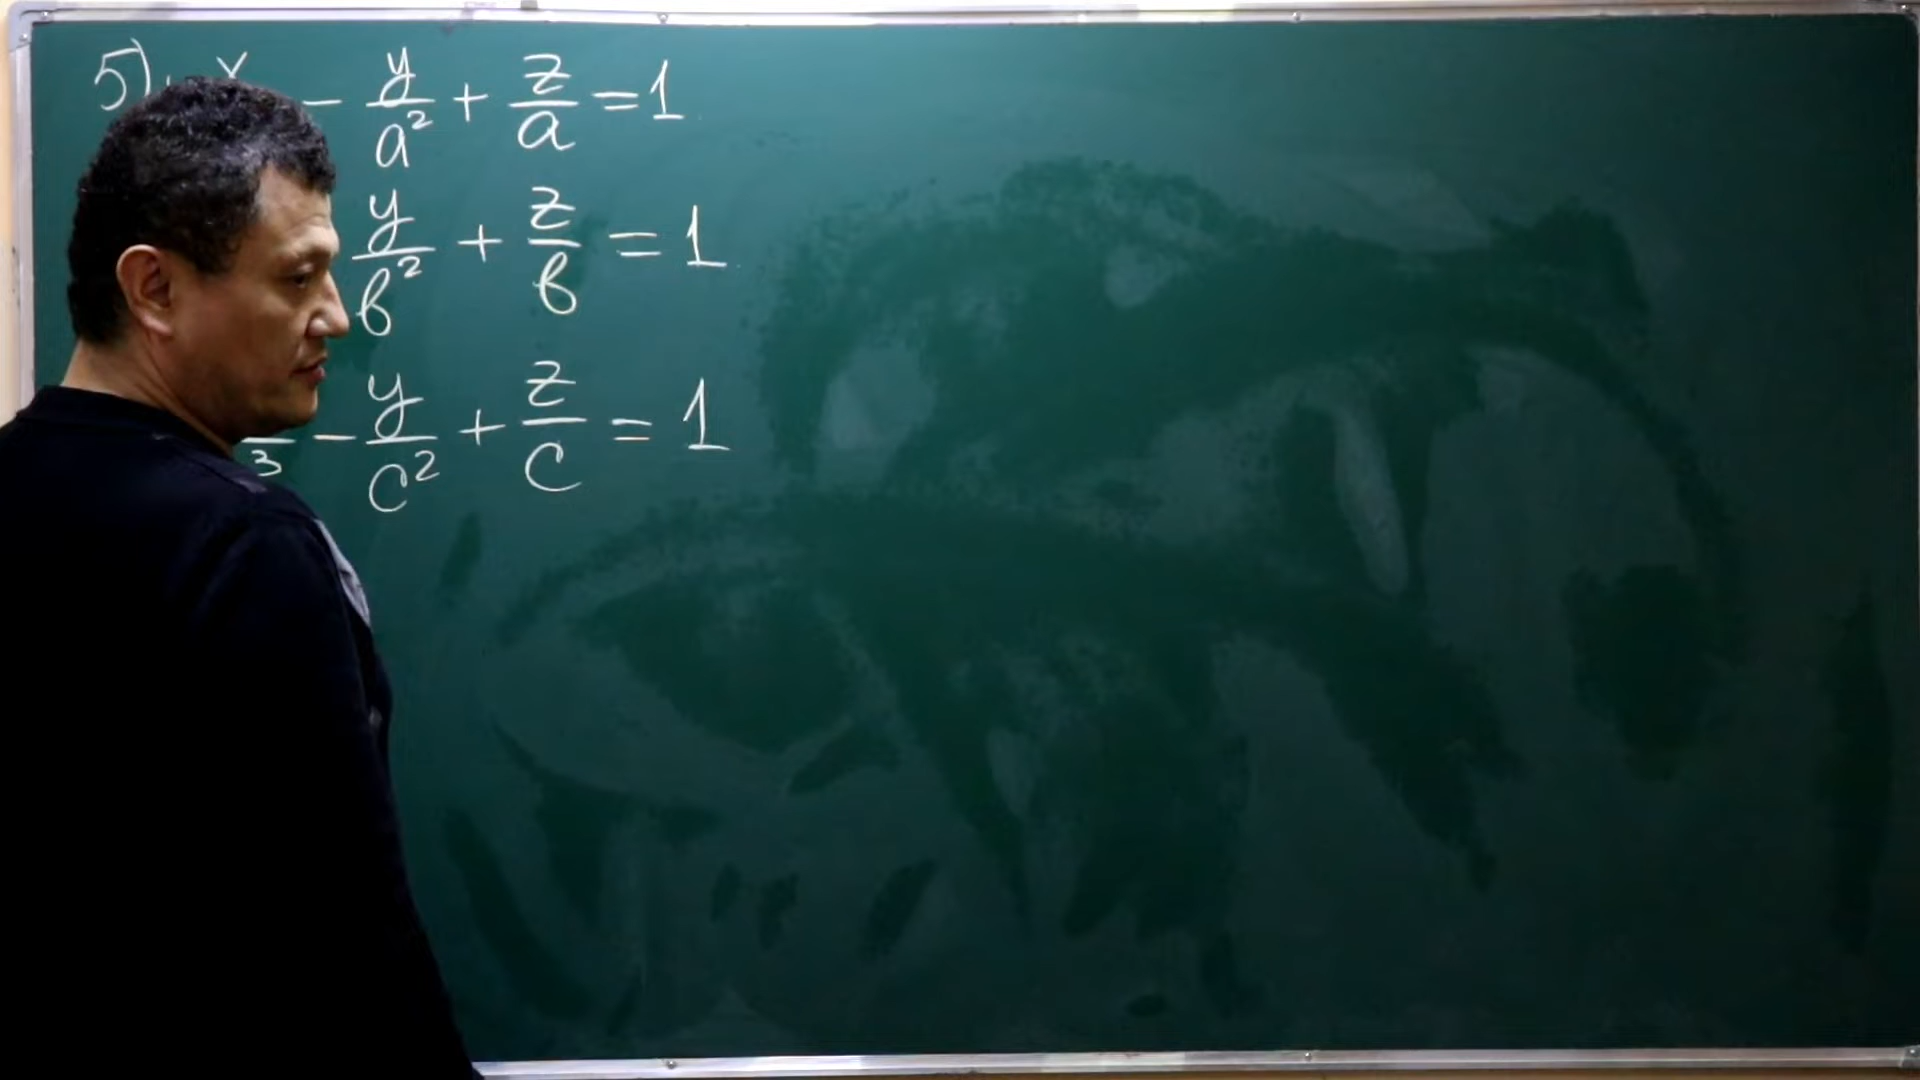 5) x - y/a² + z/a = 1
y/b² + z/b = 1
3 - y/c² + z/c = 1